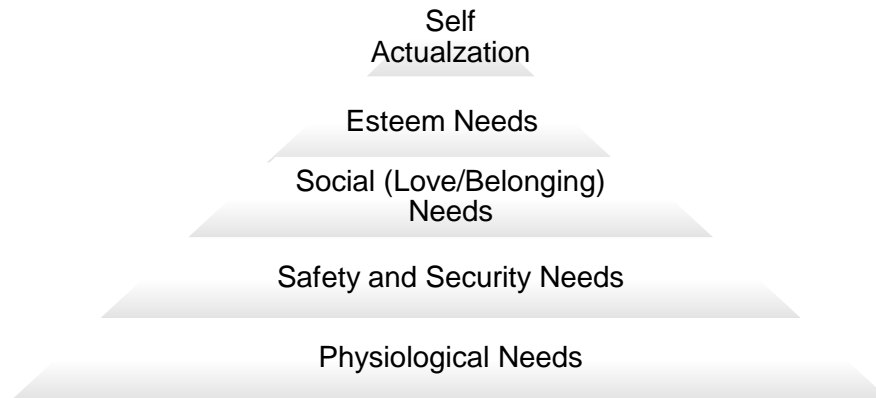 Self
Actualzation
Esteem Needs
Social (Love/Belonging)
Needs
Safety and Security Needs
Physiological Needs